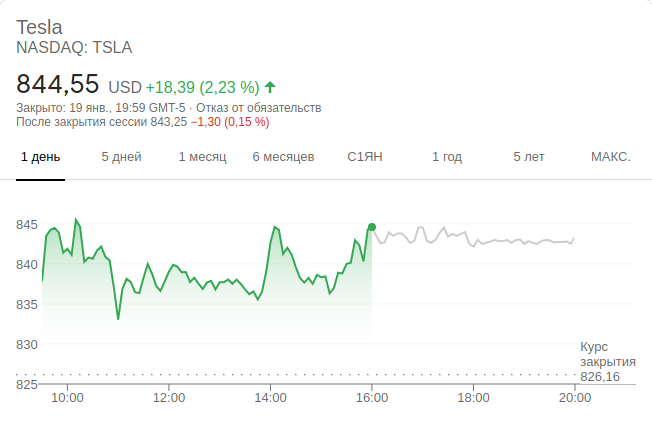 Tesla
NASDAQ: TSLA
844,55 USD +18,39 (2,23 %)
Закрыто: 19 янв., 19:59 GMT-5 · Отказ от обязательств
После закрытия сессии 843,25 −1,30 (0,15 %)
1 день 5 дней 1 месяц 6 месяцев С1ЯН 1 год 5 лет МАКС.
845
840
835
830
825
Курс
закрытия
826,16
10:00 12:00 14:00 16:00 18:00 20:00